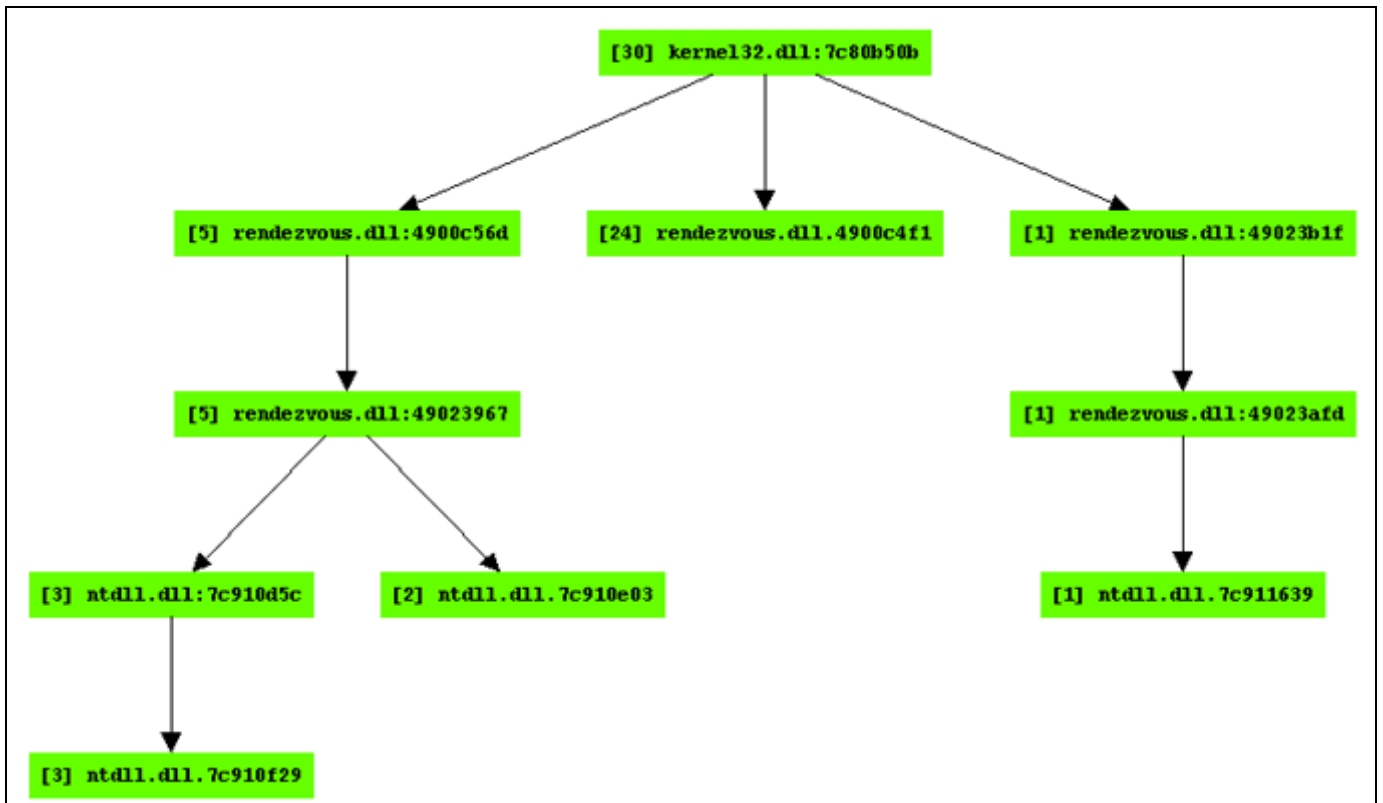 [30] kernel32.dll:7c80b50b
[5] rendezvous.dll:4900c56d
[24] rendezvous.dll.4900c4f1
[1] rendezvous.dll:49023b1f
[5] rendezvous.dll:49023967
[1] rendezvous.dll:49023afd
[3] ntdll.dll:7c910d5c
[2] ntdll.dll.7c910e03
[1] ntdll.dll.7c911639
[3] ntdll.dll.7c910f29